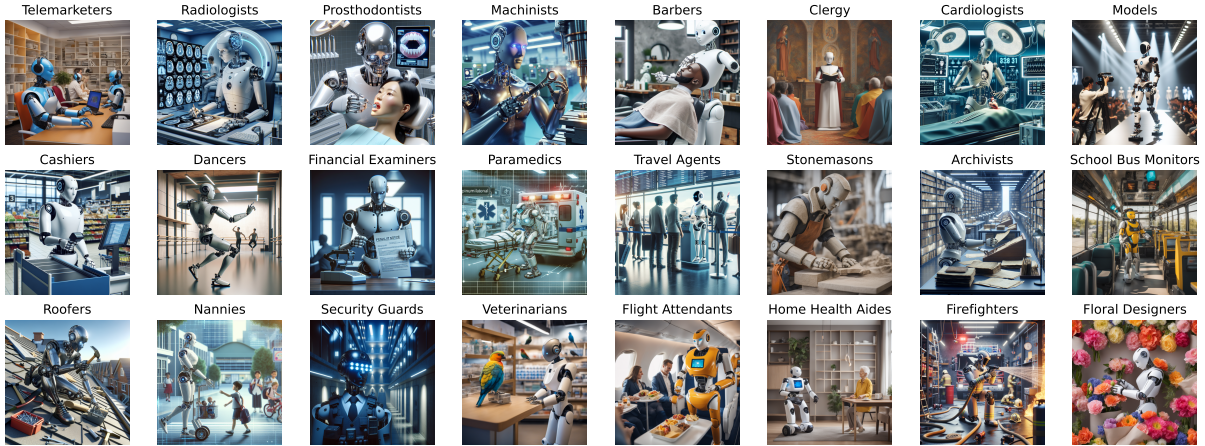 Telemarketers
Radiologists
Prosthodontists
Machinists
Barbers
Clergy
Cardiologists
Models
Cashiers
Dancers
Financial Examiners
Paramedics
Travel Agents
Stonemasons
Archivists
School Bus Monitors
Roofers
Nannies
Security Guards
Veterinarians
Flight Attendants
Home Health Aides
Firefighters
Floral Designers